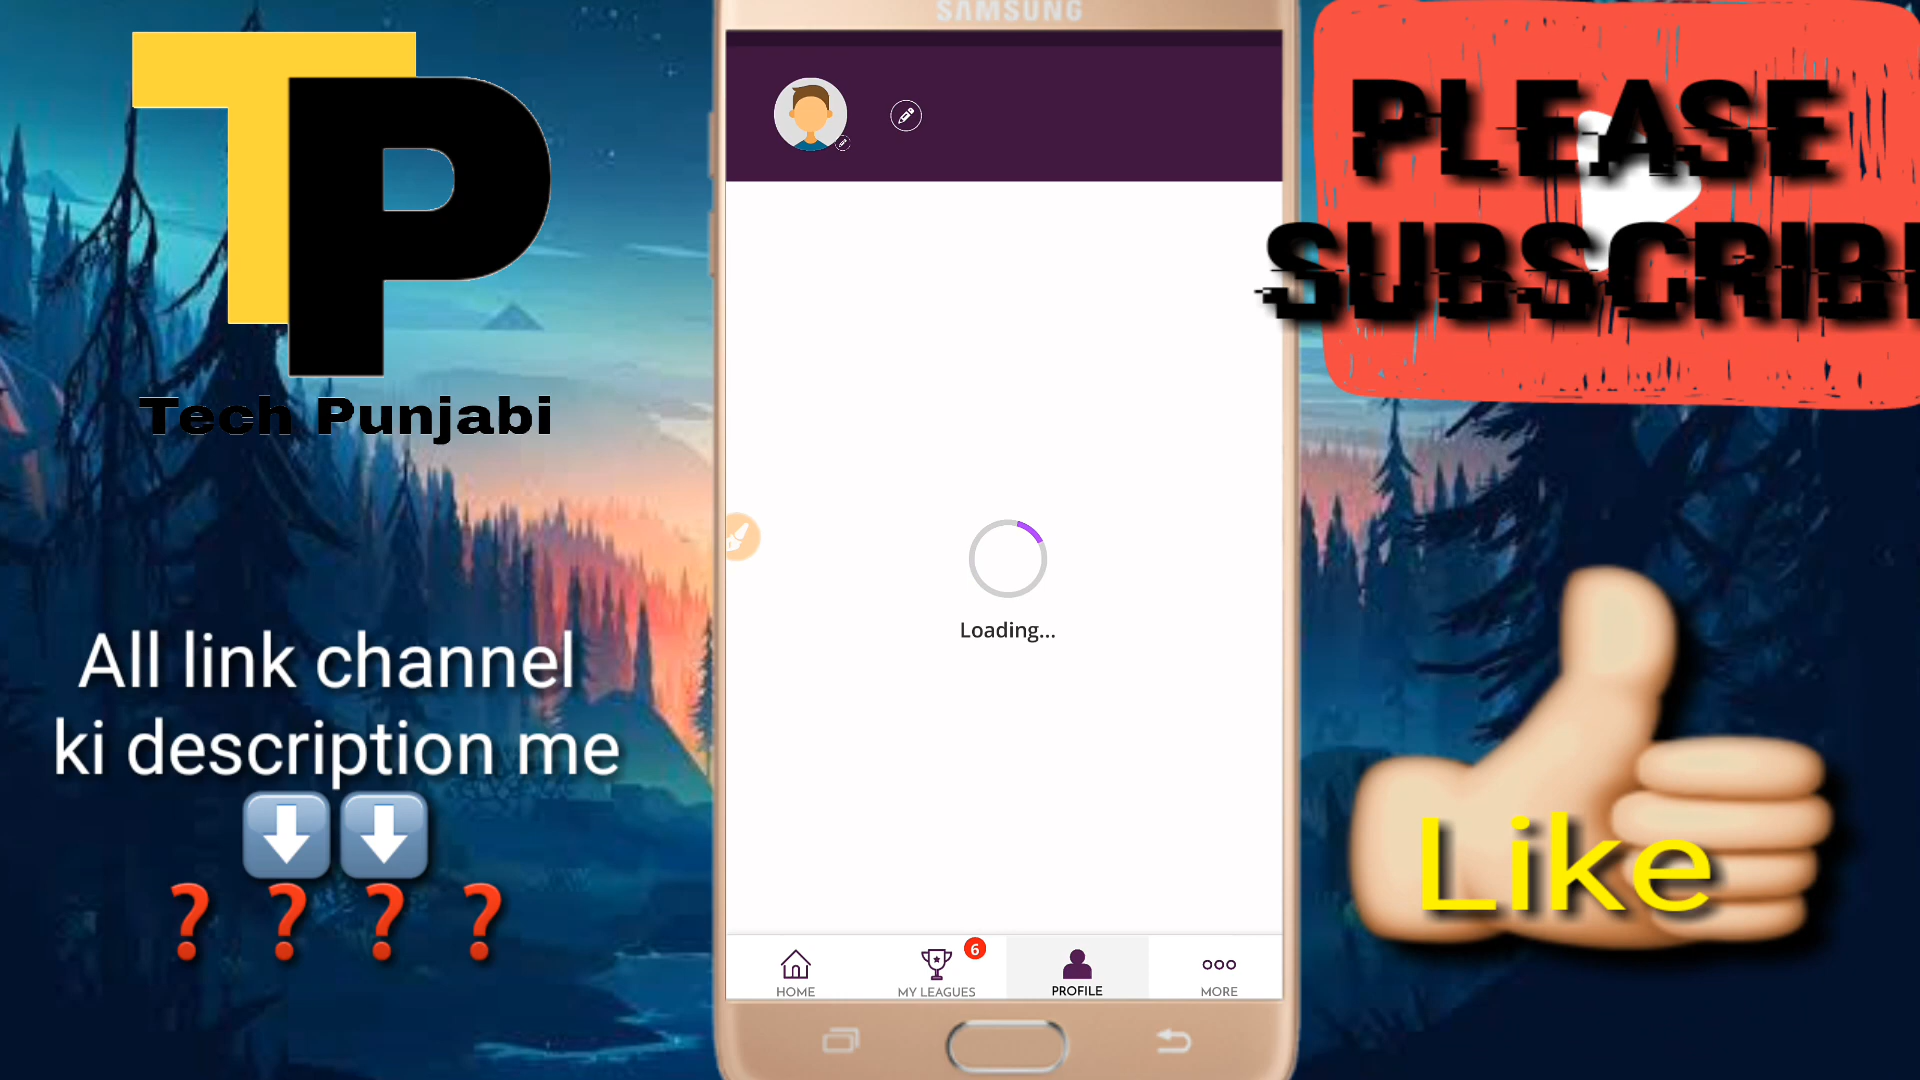 SAMSUNG
TP
Tech Punjabi
PLEASE
SUBSCRIBE
Loading...
All link channel
ki description me
❓❓❓❓
Like
6
HOME
MY LEAGUES
PROFILE
MORE